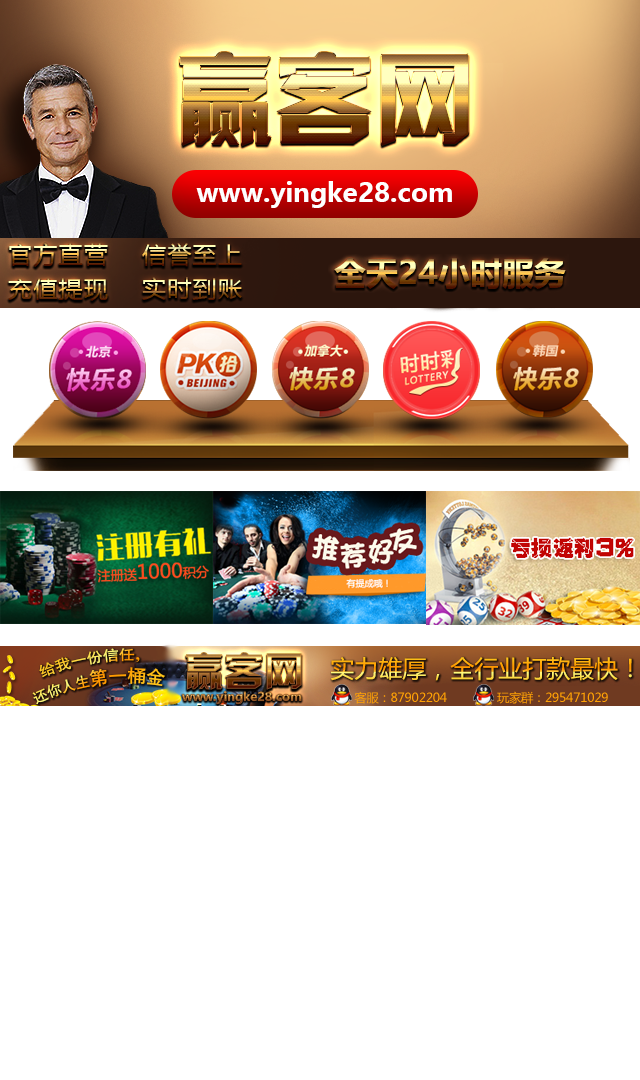 赢客网
www.yingke28.com
官方直营 信誉至上
充值提现 实时到账
全天24小时服务
北京
快乐8
PK拾
BEIJING
加拿大
快乐8
时时彩
LOTTERY
韩国
快乐8
注册有礼
注册送1000积分
推荐好友
有提成哦！
亏损返利3%
给我一份信任，
还你人生第一桶金
赢客网
www.yingke28.com
实力雄厚，全行业打款最快！
客服：87902204 玩家群：295471029